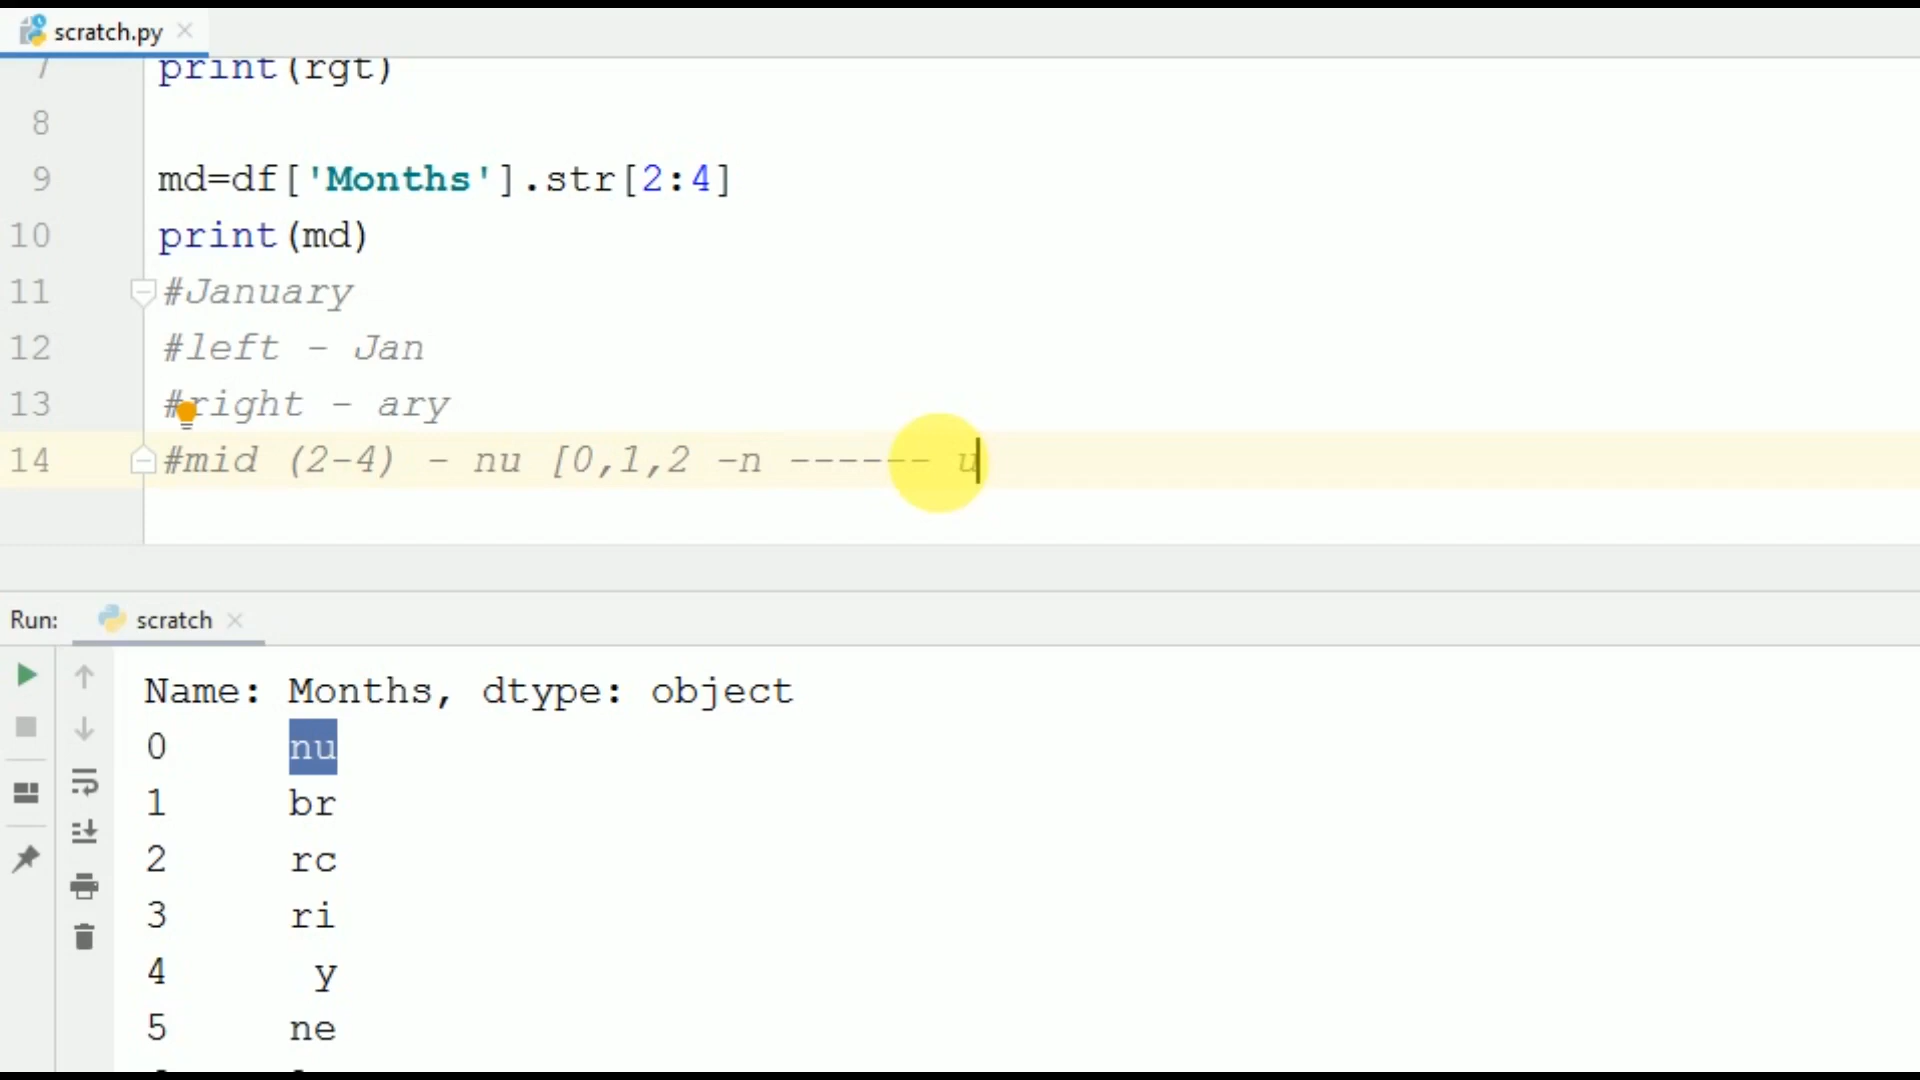 scratch.py
7 print(rgt)
8
9 md=df['Months'].str[2:4]
10 print(md)
11 #January
12 #left - Jan
13 #right - ary
14 #mid (2-4) - nu [0,1,2 -n ------ u
Run: scratch
Name: Months, dtype: object
0 nu
1 br
2 rc
3 ri
4 y
5 ne